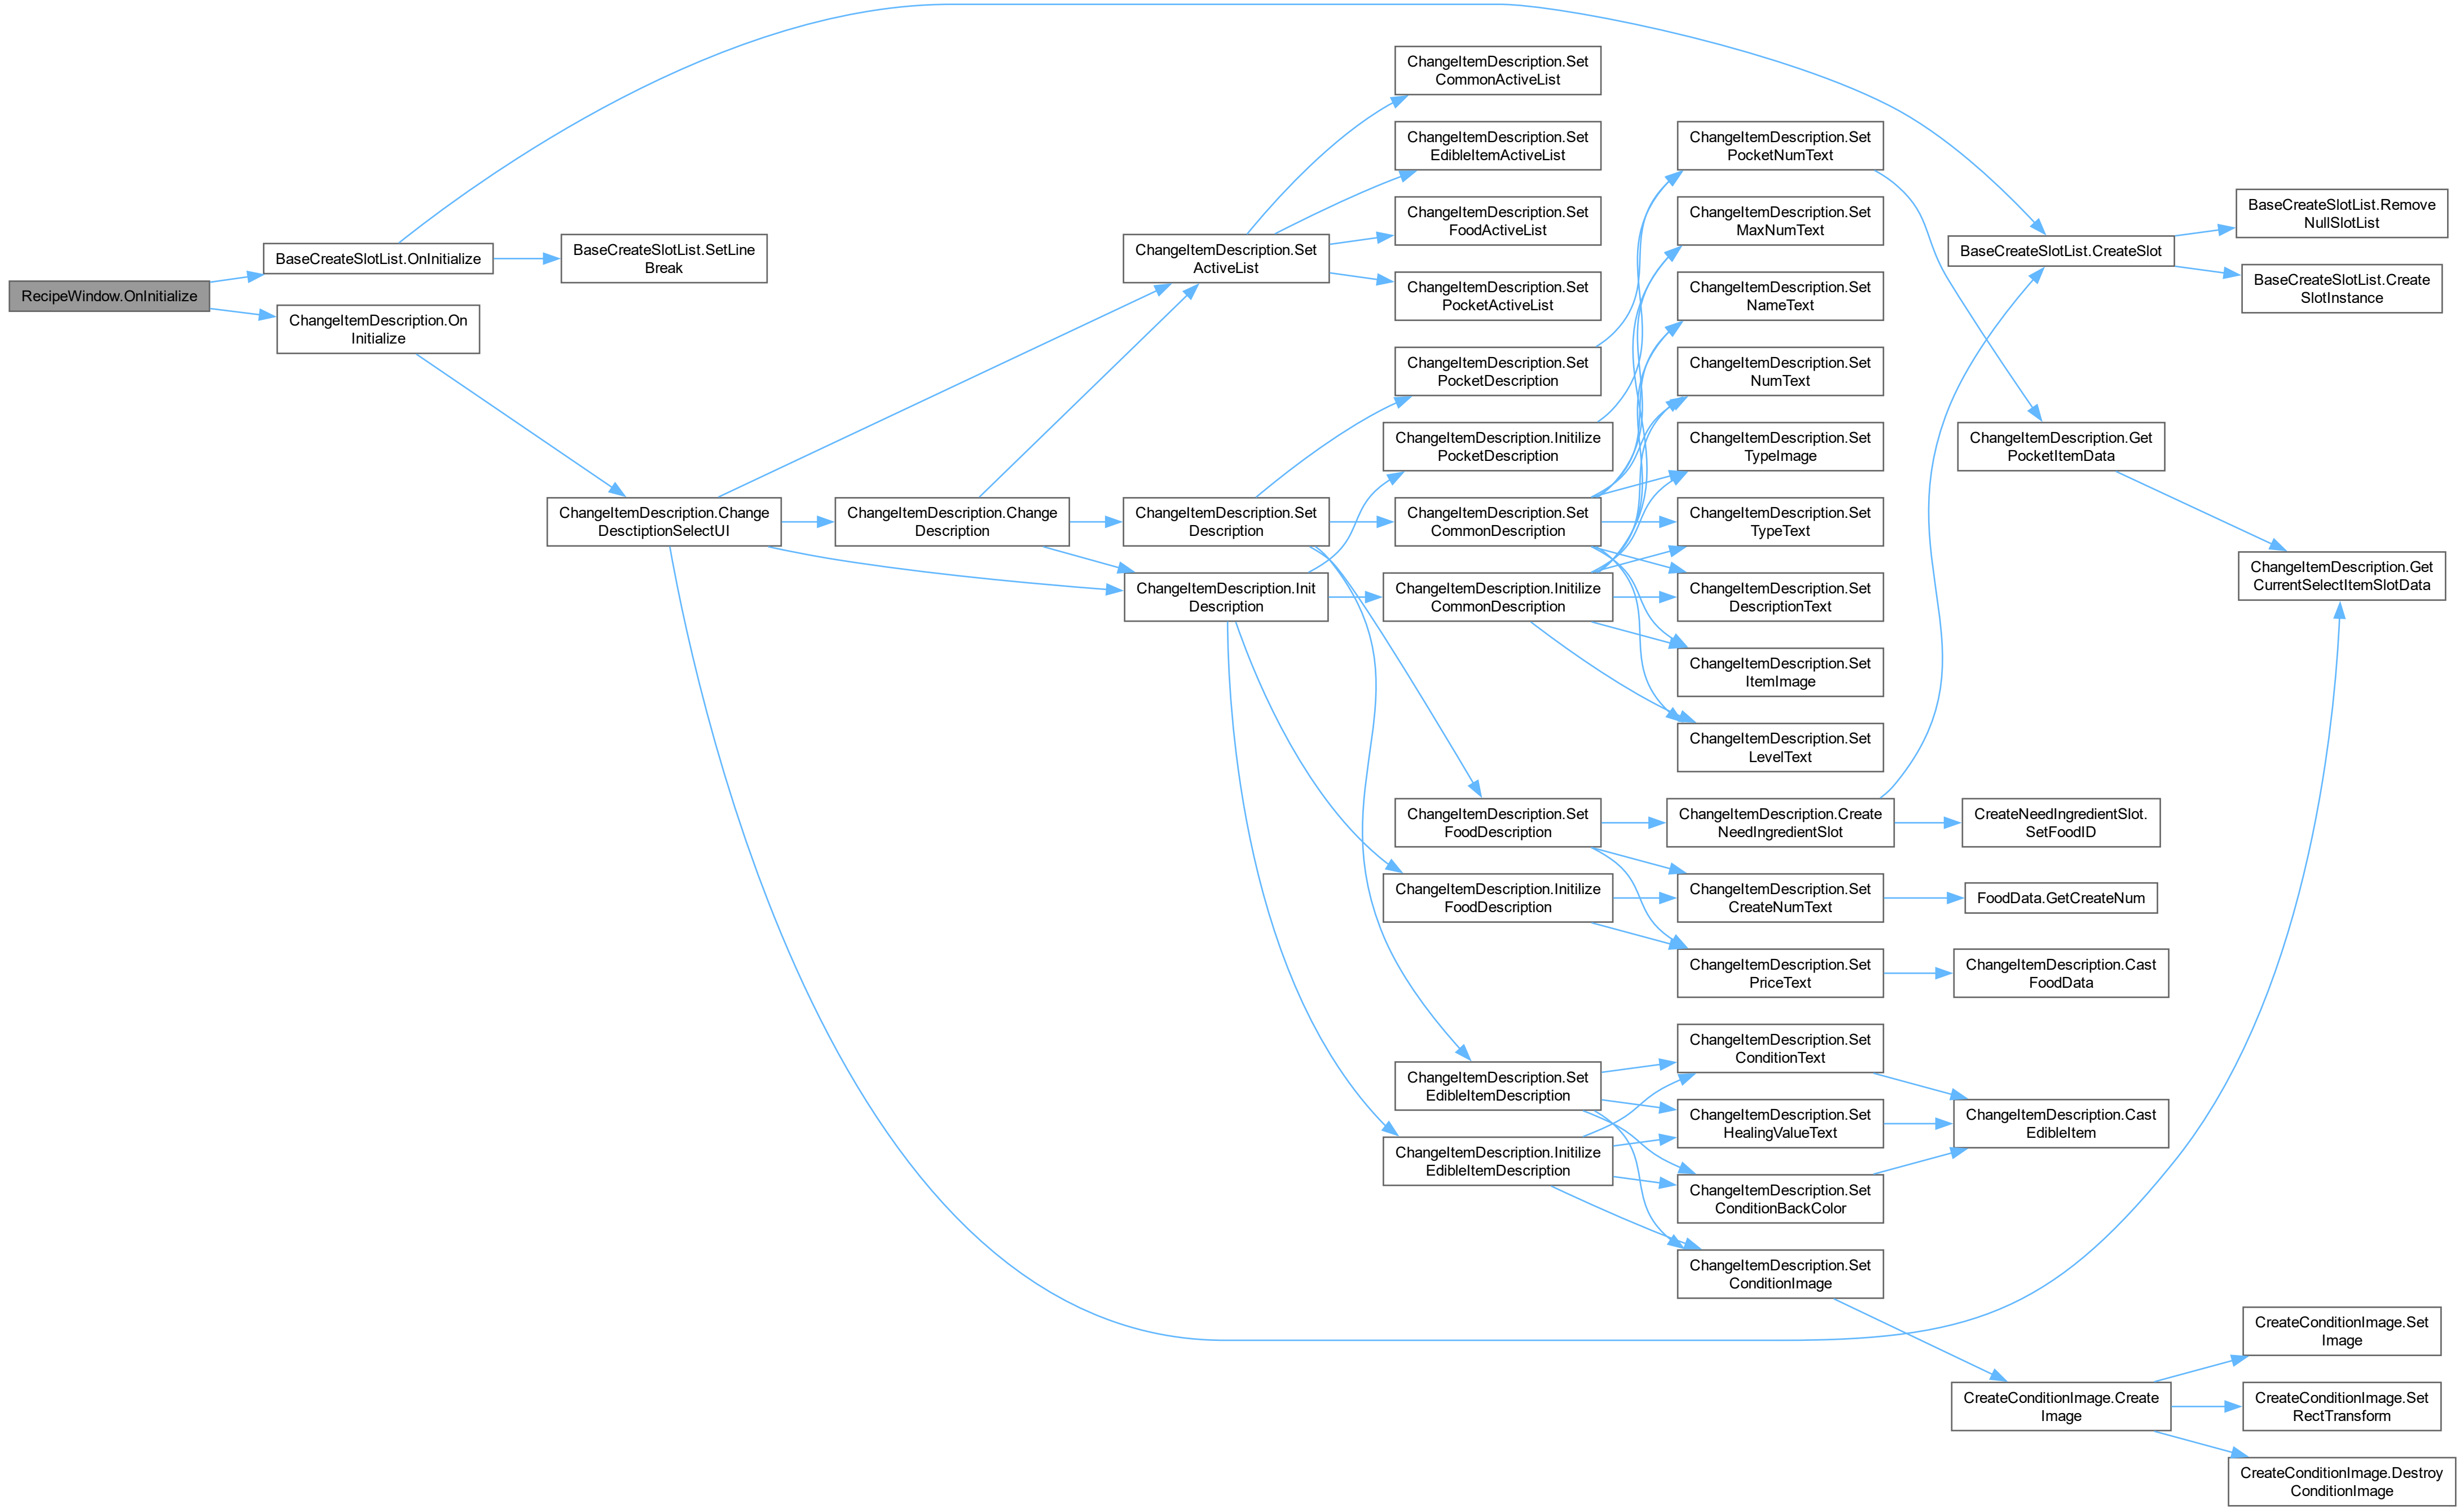 RecipeWindow.OnInitialize
BaseCreateSlotList.OnInitialize
ChangeItemDescription.On
Initialize
BaseCreateSlotList.SetLine
Break
ChangeItemDescription.Change
DesctiptionSelectUI
ChangeItemDescription.Change
Description
ChangeItemDescription.Set
ActiveList
ChangeItemDescription.Set
Description
ChangeItemDescription.Init
Description
ChangeItemDescription.Set
CommonActiveList
ChangeItemDescription.Set
EdibleItemActiveList
ChangeItemDescription.Set
FoodActiveList
ChangeItemDescription.Set
PocketActiveList
ChangeItemDescription.Set
PocketDescription
ChangeItemDescription.Initilize
PocketDescription
ChangeItemDescription.Set
CommonDescription
ChangeItemDescription.Initilize
CommonDescription
ChangeItemDescription.Set
FoodDescription
ChangeItemDescription.Initilize
FoodDescription
ChangeItemDescription.Set
EdibleItemDescription
ChangeItemDescription.Initilize
EdibleItemDescription
ChangeItemDescription.Set
PocketNumText
ChangeItemDescription.Set
MaxNumText
ChangeItemDescription.Set
NameText
ChangeItemDescription.Set
NumText
ChangeItemDescription.Set
TypeImage
ChangeItemDescription.Set
TypeText
ChangeItemDescription.Set
DescriptionText
ChangeItemDescription.Set
ItemImage
ChangeItemDescription.Set
LevelText
ChangeItemDescription.Create
NeedIngredientSlot
ChangeItemDescription.Set
CreateNumText
ChangeItemDescription.Set
PriceText
ChangeItemDescription.Set
ConditionText
ChangeItemDescription.Set
HealingValueText
ChangeItemDescription.Set
ConditionBackColor
ChangeItemDescription.Set
ConditionImage
BaseCreateSlotList.CreateSlot
ChangeItemDescription.Get
PocketItemData
CreateNeedIngredientSlot.
SetFoodID
FoodData.GetCreateNum
ChangeItemDescription.Cast
FoodData
ChangeItemDescription.Cast
EdibleItem
CreateConditionImage.Create
Image
BaseCreateSlotList.Remove
NullSlotList
BaseCreateSlotList.Create
SlotInstance
ChangeItemDescription.Get
CurrentSelectItemSlotData
CreateConditionImage.Set
Image
CreateConditionImage.Set
RectTransform
CreateConditionImage.Destroy
ConditionImage